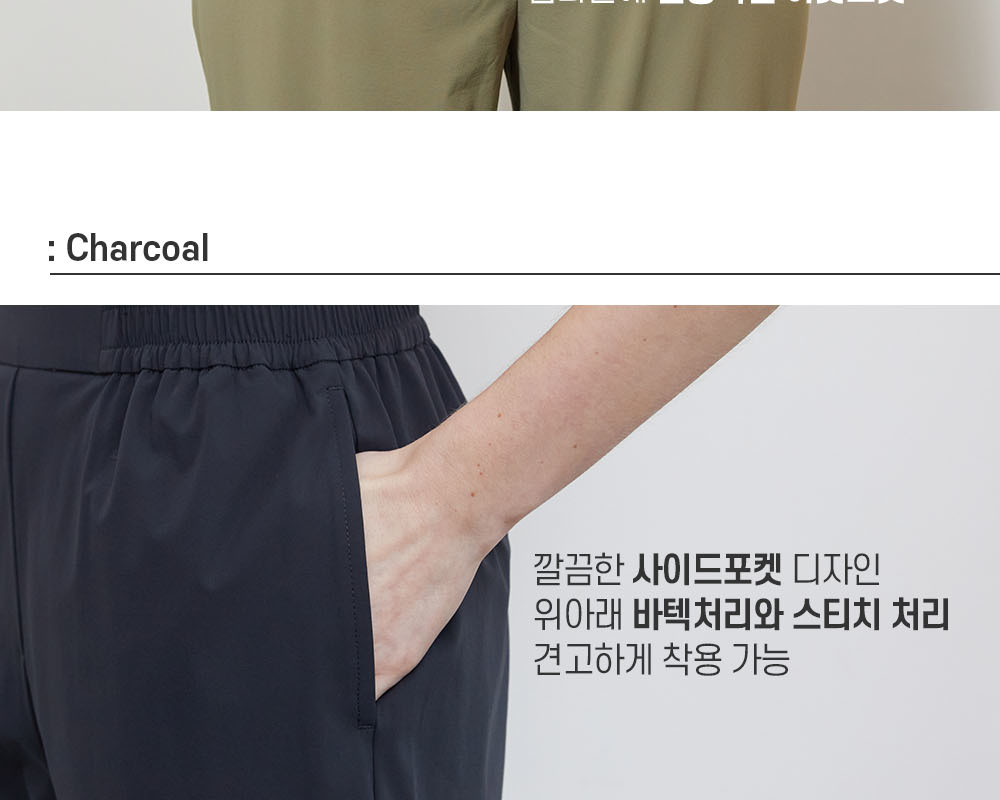 : Charcoal
깔끔한 사이드포켓 디자인
위아래 바텍처리와 스티치 처리
견고하게 착용 가능